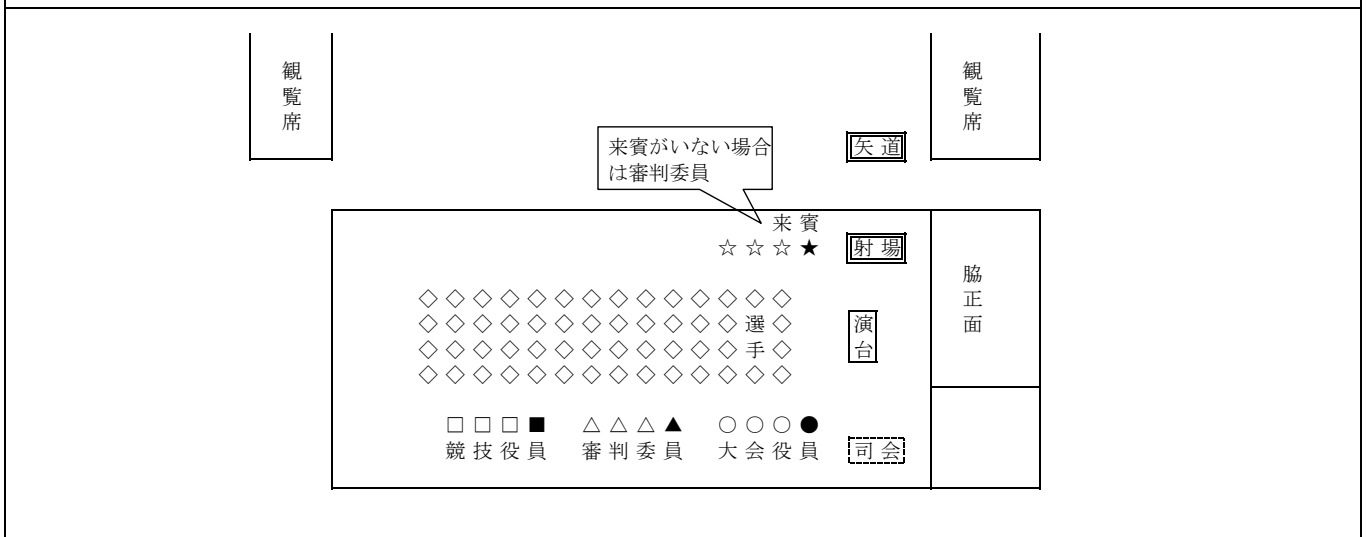 観覧席
観覧席
来賓がいない場合
は審判委員
矢道
来賓
☆☆☆★
射場
脇正面
◇◇◇◇◇◇◇◇◇◇◇◇◇◇
◇◇◇◇◇◇◇◇◇◇◇◇選◇
◇◇◇◇◇◇◇◇◇◇◇◇手◇
◇◇◇◇◇◇◇◇◇◇◇◇◇◇
演台
□□□■ △△△▲ ○○○●
競技役員 審判委員 大会役員
司会